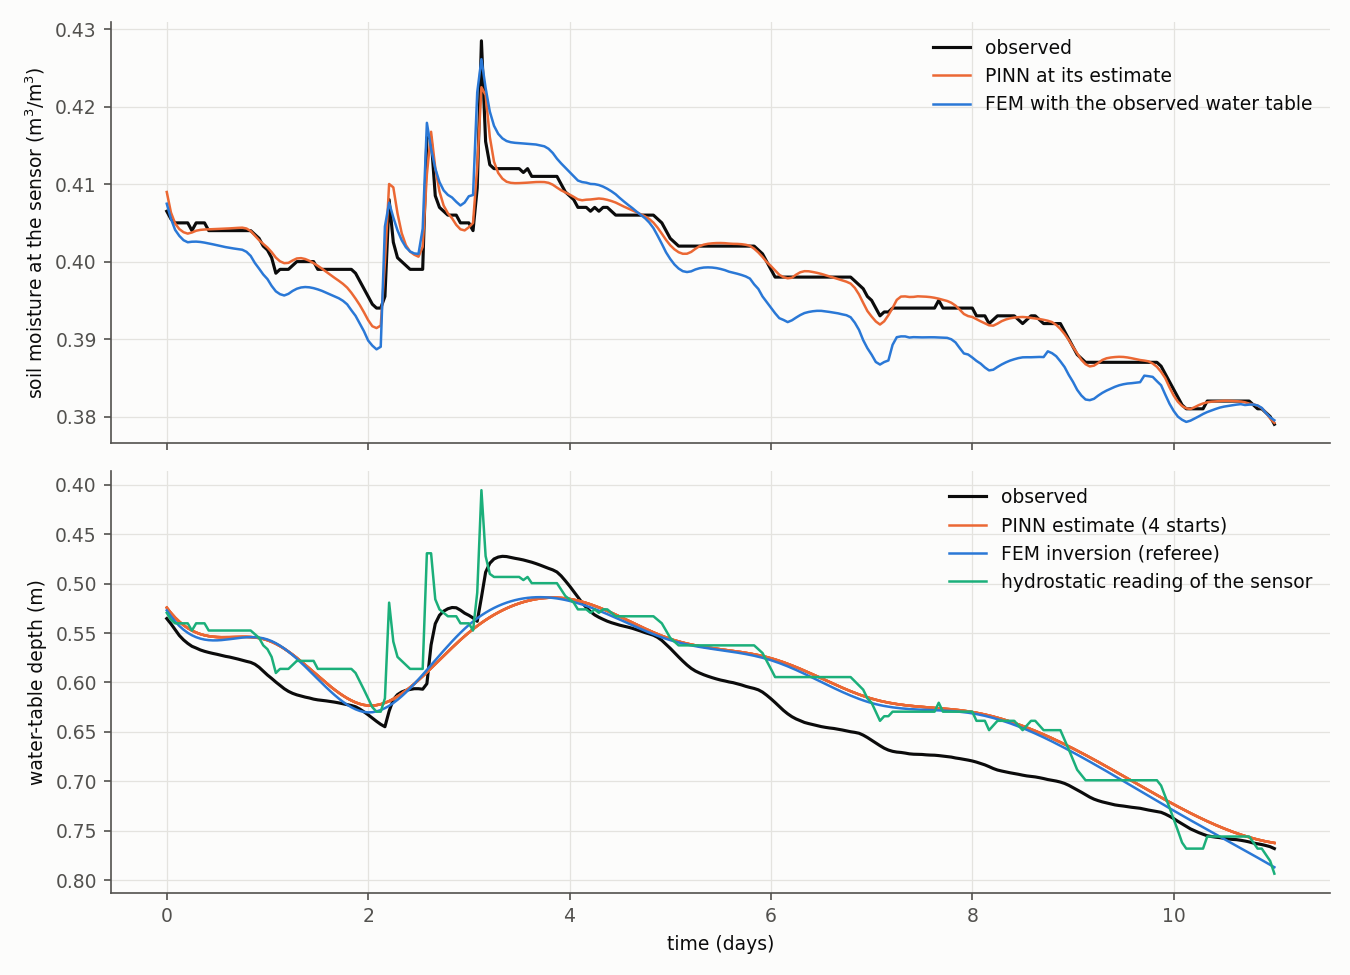 0.43
0.42
0.41
0.40
0.39
0.38
soil moisture at the sensor (m³/m³)
observed
PINN at its estimate
FEM with the observed water table
0.40
0.45
0.50
0.55
0.60
0.65
0.70
0.75
0.80
water-table depth (m)
observed
PINN estimate (4 starts)
FEM inversion (referee)
hydrostatic reading of the sensor
0
2
4
6
8
10
time (days)